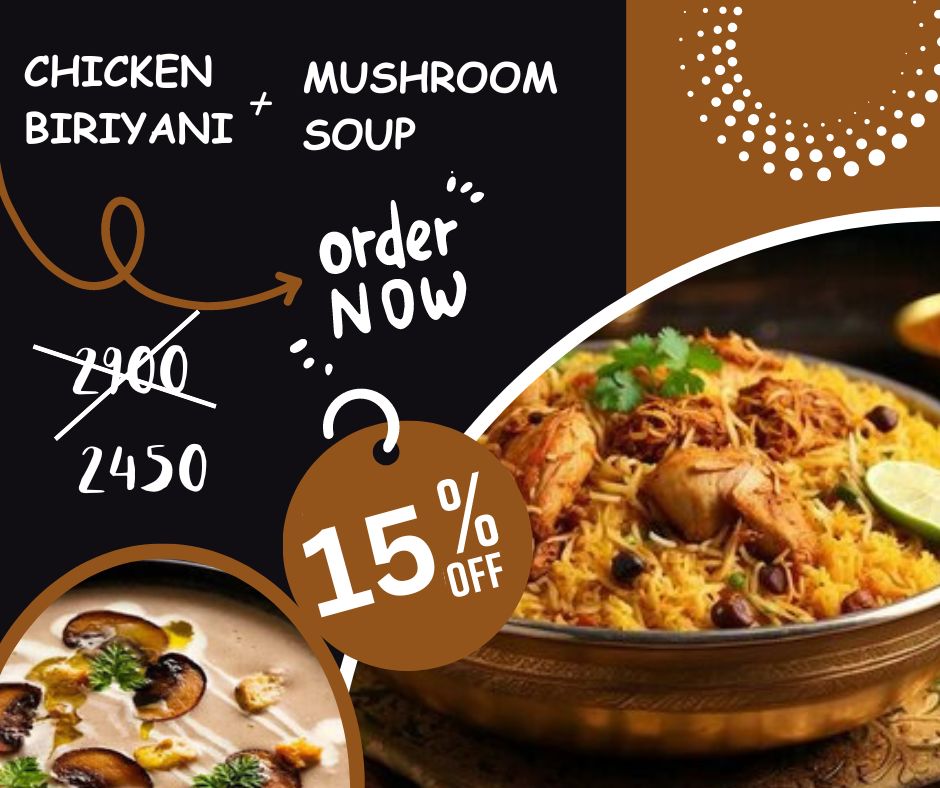 CHICKEN
BIRIYANI
+
MUSHROOM
SOUP
order
NOW
2900
2450
15%
OFF